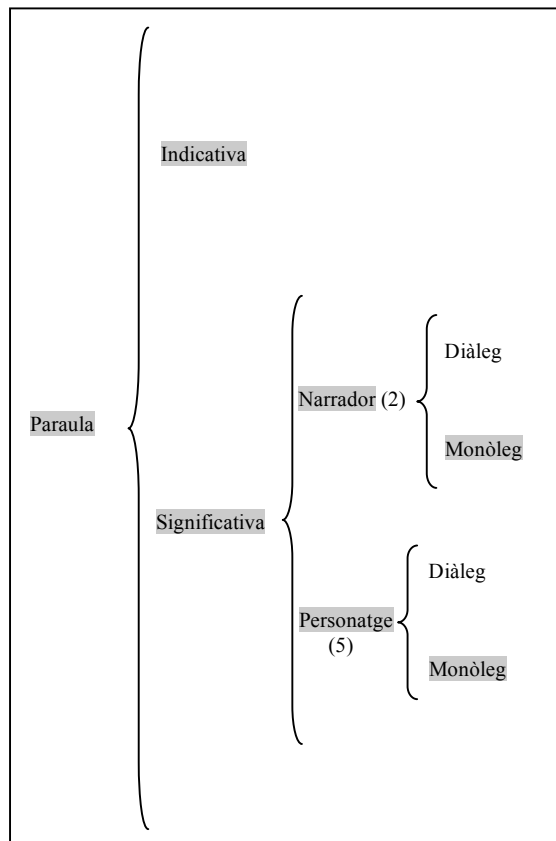 Indicativa
Diàleg
Narrador (2)
Paraula
Monòleg
Significativa
Diàleg
Personatge
(5)
Monòleg